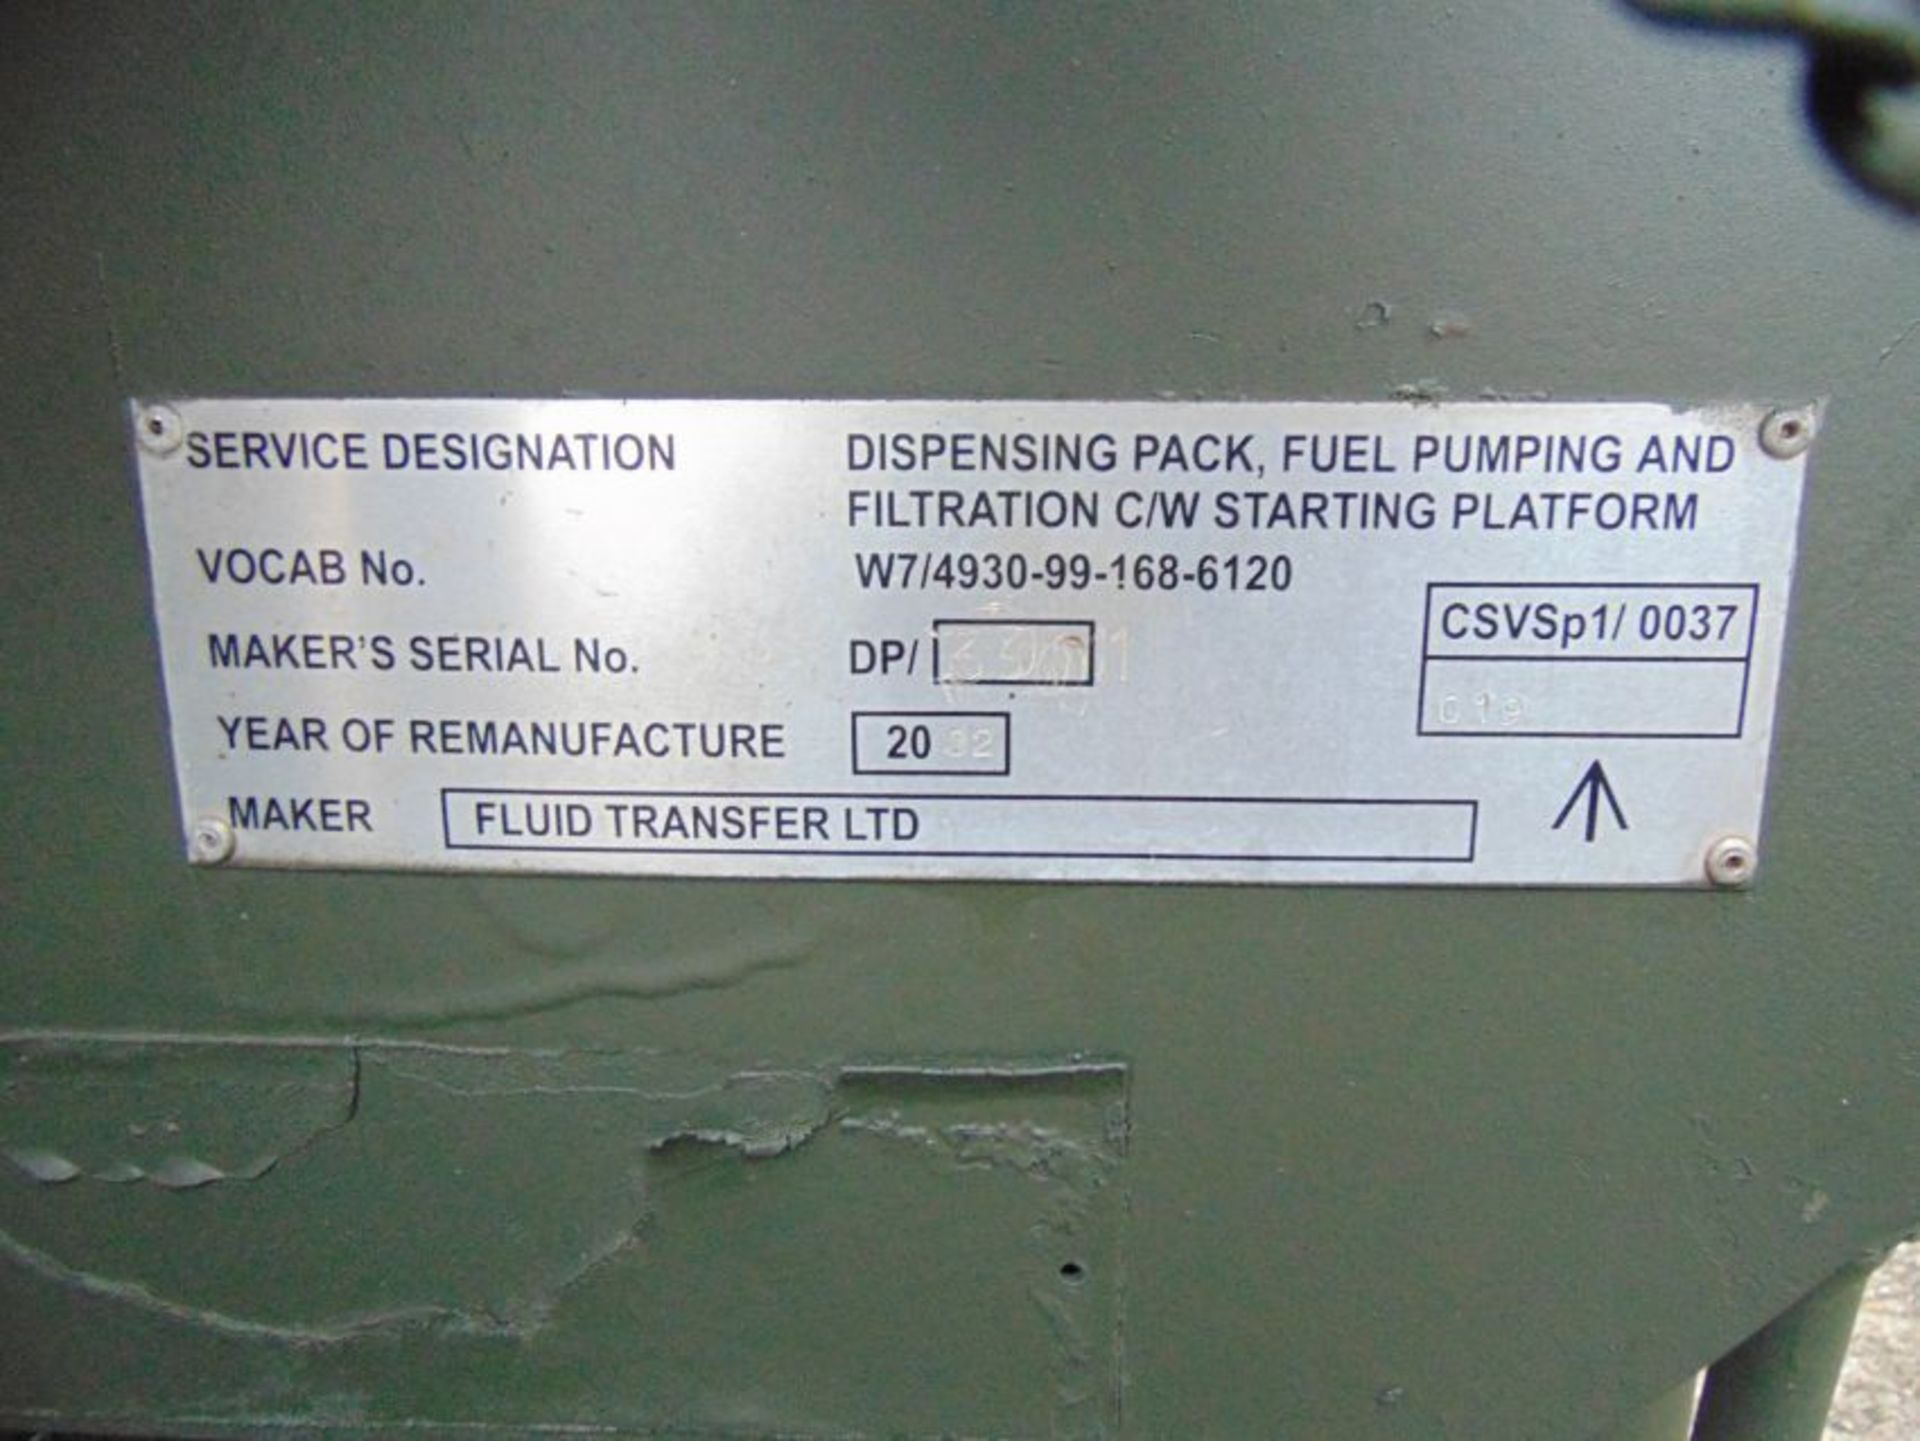 SERVICE DESIGNATION DISPENSING PACK, FUEL PUMPING AND
FILTRATION C/W STARTING PLATFORM
VOCAB No. W7/4930-99-168-6120
CSVSp1/ 0037
MAKER'S SERIAL No. DP/
019
YEAR OF REMANUFACTURE 20
MAKER FLUID TRANSFER LTD